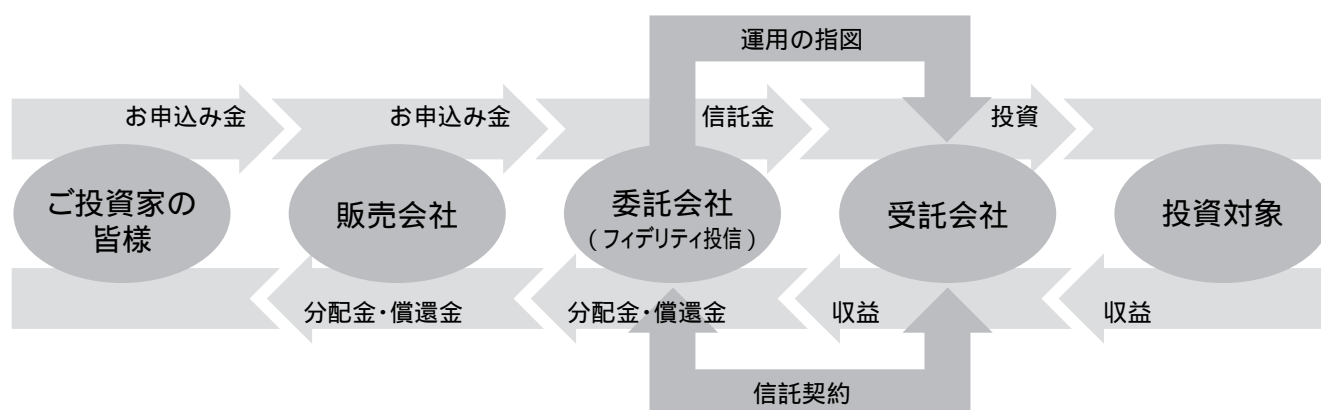 運用の指図
お申込み金
お申込み金
信託金
投資
ご投資家の
皆様
販売会社
委託会社
(フィデリティ投信)
受託会社
投資対象
分配金・償還金
分配金・償還金
収益
収益
信託契約